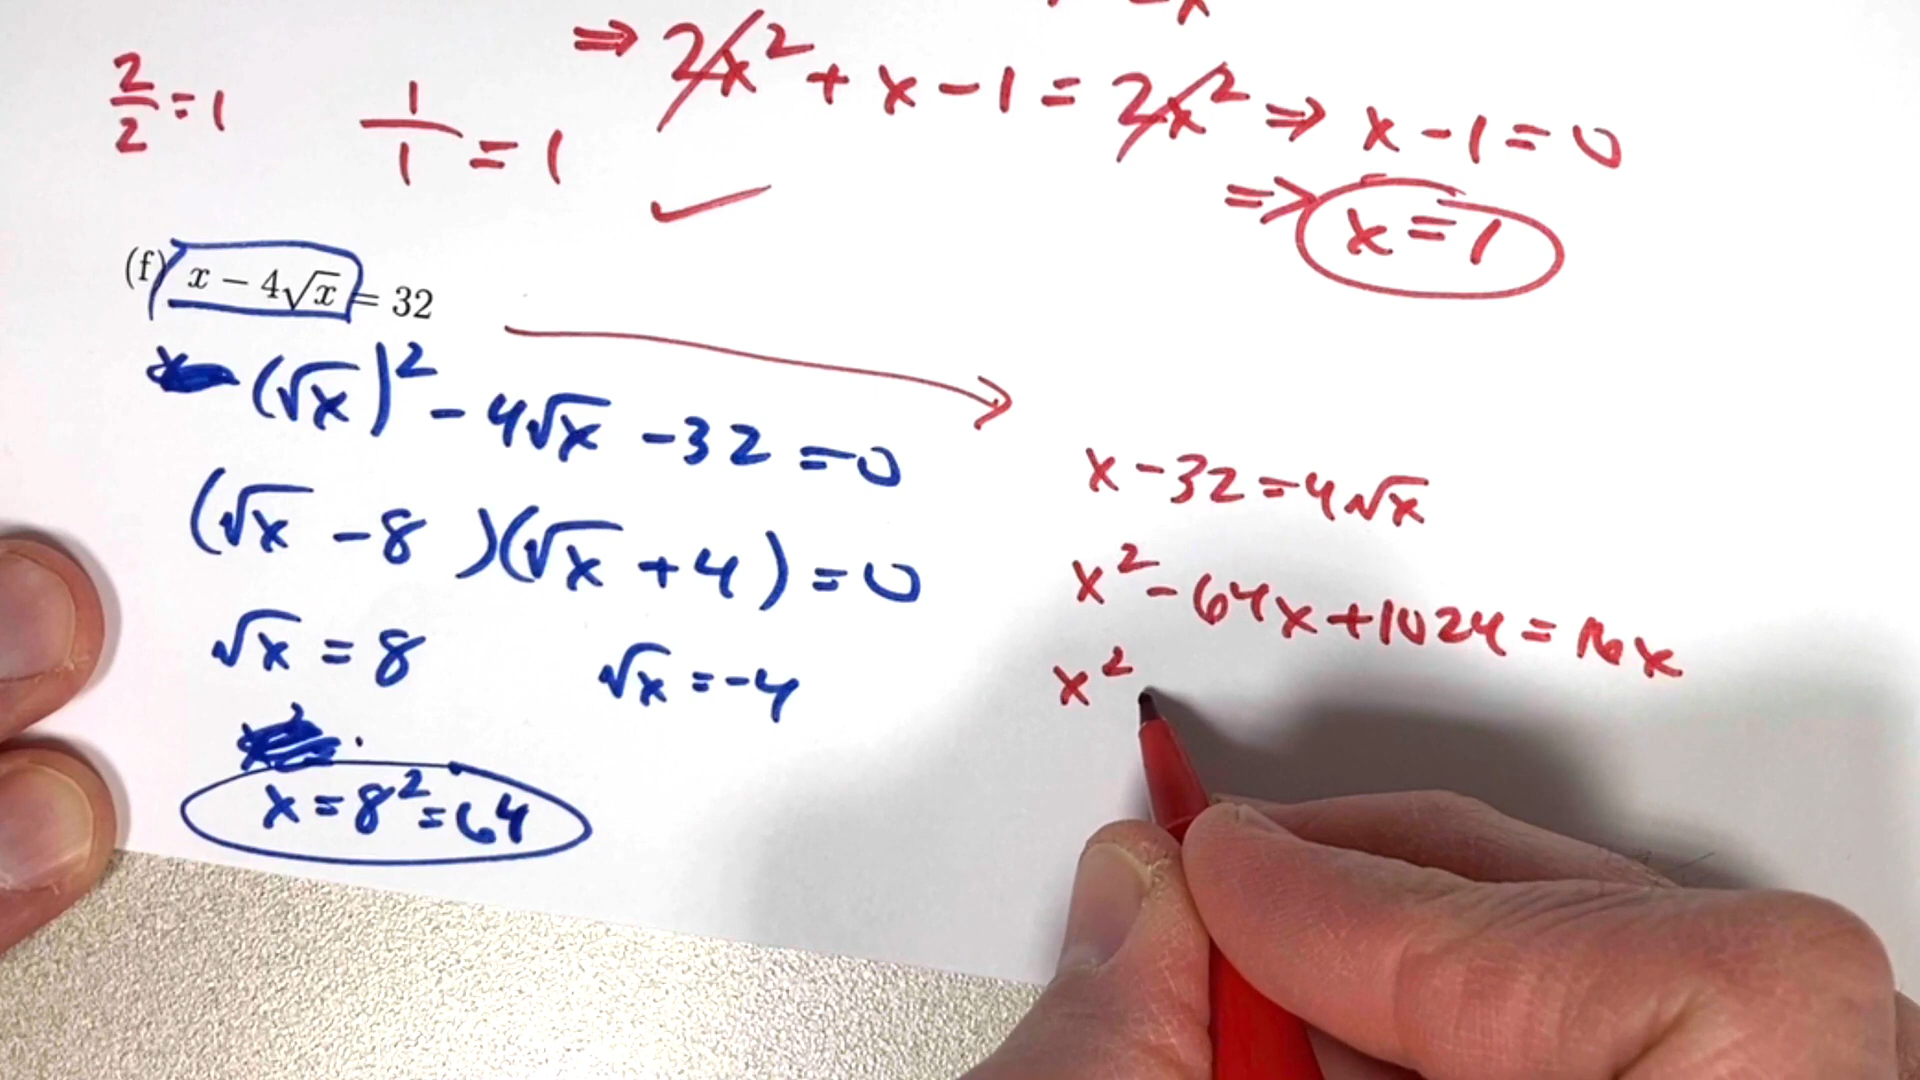 ⇒ 2x² + x - 1 = 2x² ⇒ x - 1 = 0
2/2 = 1
1/1 = 1
⇒ x = 1
(f) x − 4√x = 32
(√x)² - 4√x - 32 = 0
(√x - 8 )(√x + 4) = 0
√x = 8 √x = -4
x = 8² = 64
x - 32 = 4√x
x² - 64x + 1024 = 16x
x²